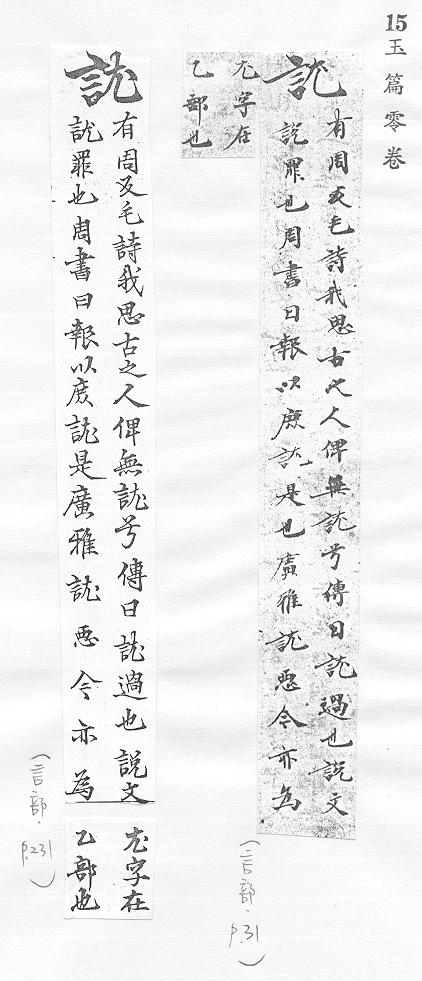 15 玉篇零卷
訧
有周反毛詩我思古之人俾無訧兮傳曰訧過也說文
說罪也周書曰報以庶訧是也廣雅訧惡今亦為
尤字在
乙部也
(言部.p.31)
訧
有周反毛詩我思古之人俾無訧兮傳曰訧過也說文
訧罪也周書曰報以庶訧是廣雅訧惡今亦為
尤字在
乙部也
(言部.p.231)